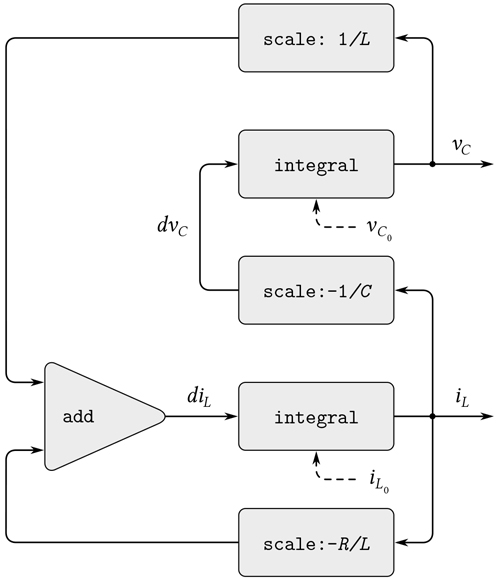 scale: 1/L
v_C
integral
dv_C
v_C₀
scale:-1/C
add
di_L
integral
i_L
i_L₀
scale:-R/L